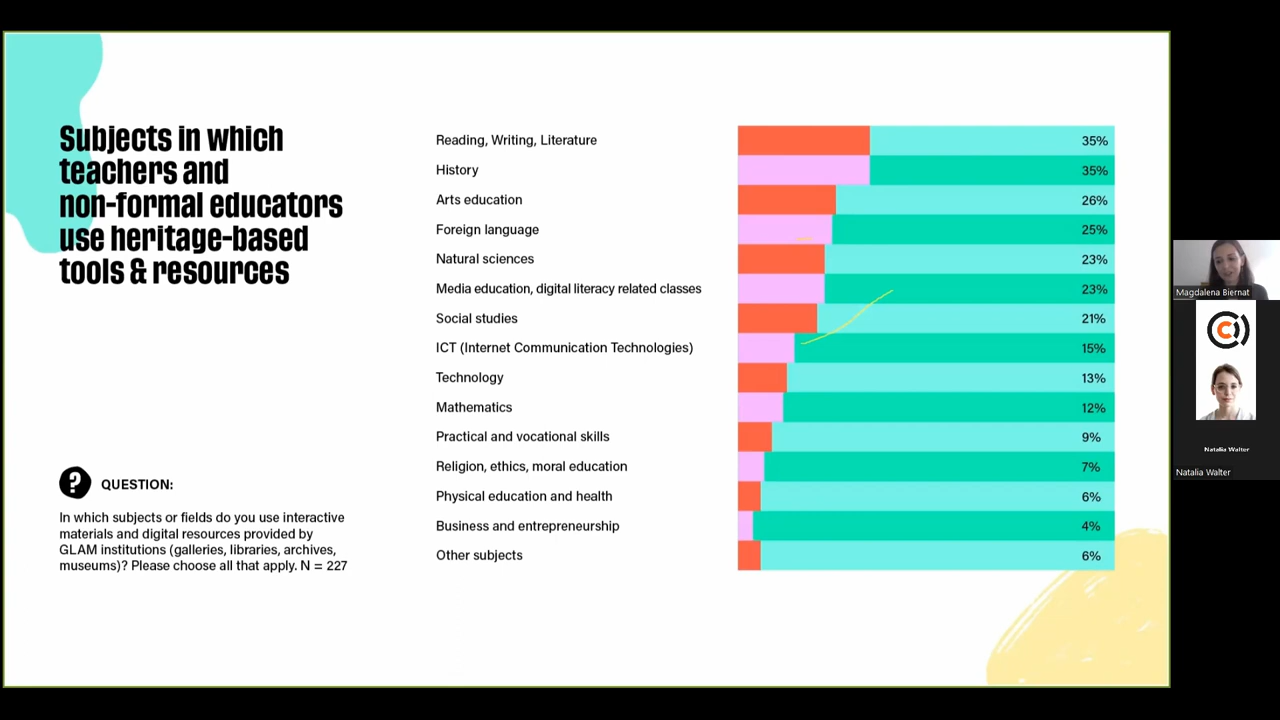 Subjects in which
teachers and
non-formal educators
use heritage-based
tools & resources
? QUESTION:
In which subjects or fields do you use interactive
materials and digital resources provided by
GLAM institutions (galleries, libraries, archives,
museums)? Please choose all that apply. N = 227
Reading, Writing, Literature 35%
History 35%
Arts education 26%
Foreign language 25%
Natural sciences 23%
Media education, digital literacy related classes 23%
Social studies 21%
ICT (Internet Communication Technologies) 15%
Technology 13%
Mathematics 12%
Practical and vocational skills 9%
Religion, ethics, moral education 7%
Physical education and health 6%
Business and entrepreneurship 4%
Other subjects 6%
Magdalena Biernat
Natalia Walter
Natalia Walter